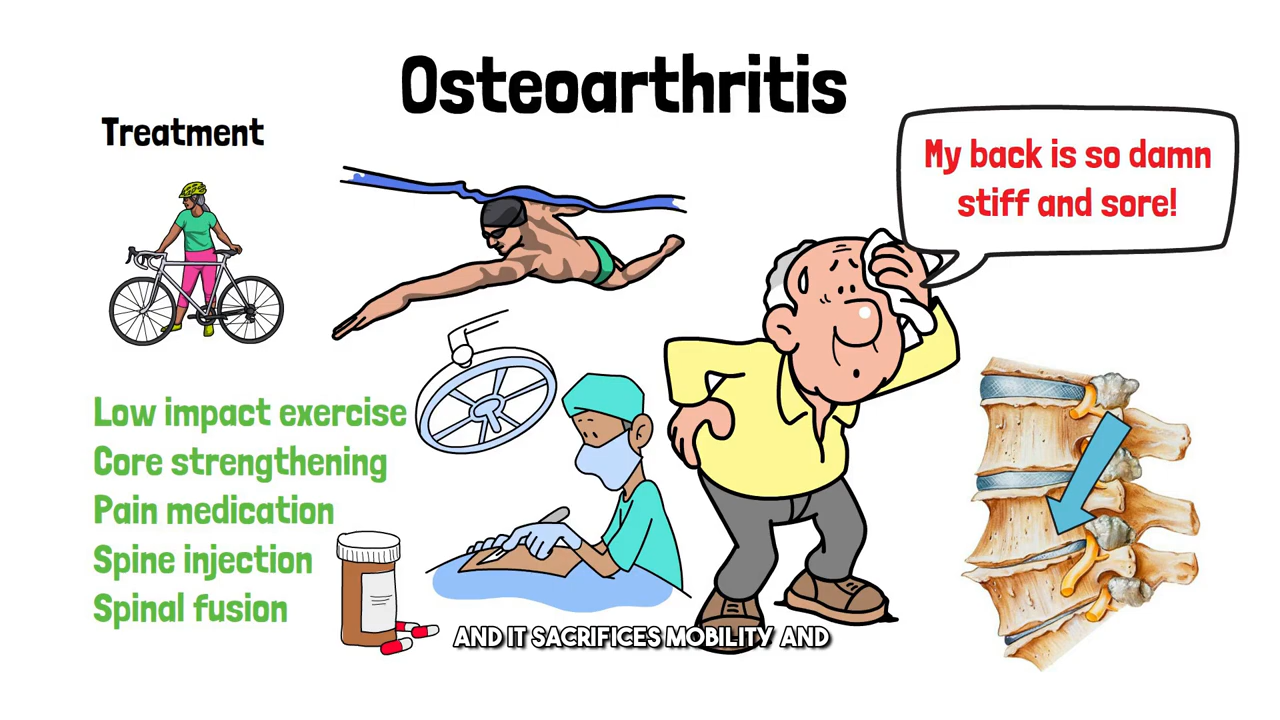 Osteoarthritis
Treatment
My back is so damn
stiff and sore!
Low impact exercise
Core strengthening
Pain medication
Spine injection
Spinal fusion
AND IT SACRIFICES MOBILITY AND